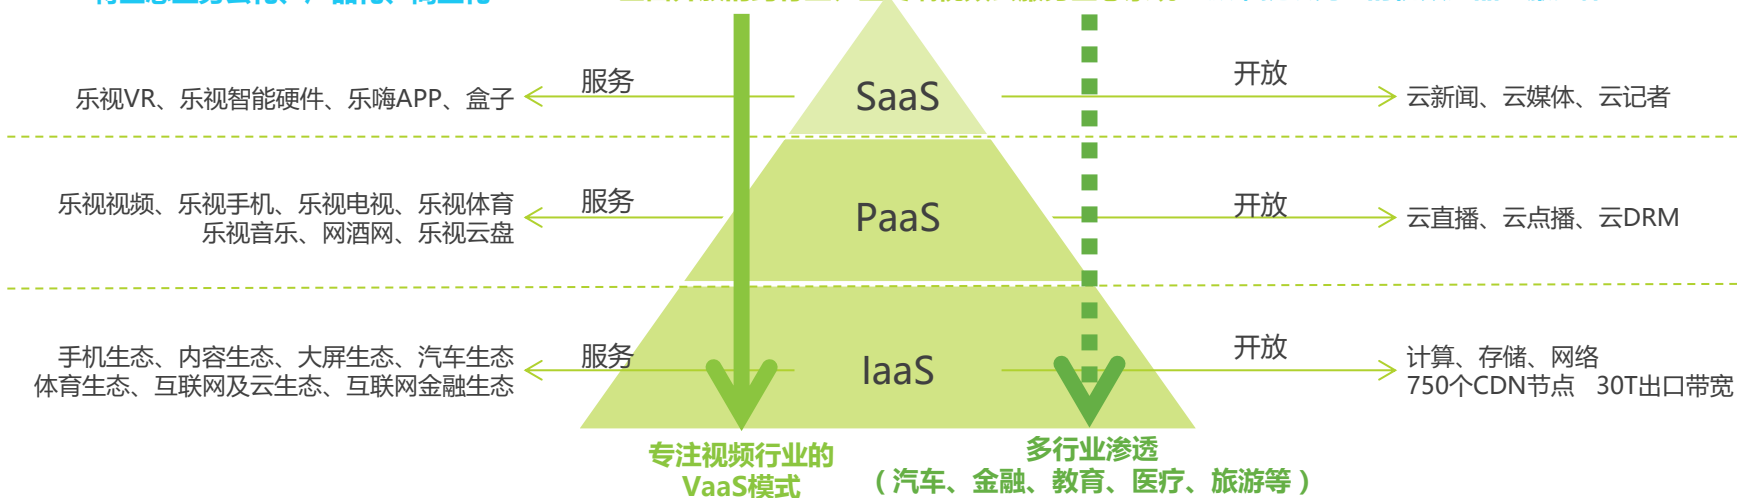 服务
开放
乐视VR、乐视智能硬件、乐嗨APP、盒子
SaaS
云新闻、云媒体、云记者
服务
开放
乐视视频、乐视手机、乐视电视、乐视体育
乐视音乐、网酒网、乐视云盘
PaaS
云直播、云点播、云DRM
服务
开放
手机生态、内容生态、大屏生态、汽车生态
体育生态、互联网及云生态、互联网金融生态
IaaS
计算、存储、网络
750个CDN节点 30T出口带宽
专注视频行业的
VaaS模式
多行业渗透
（汽车、金融、教育、医疗、旅游等）